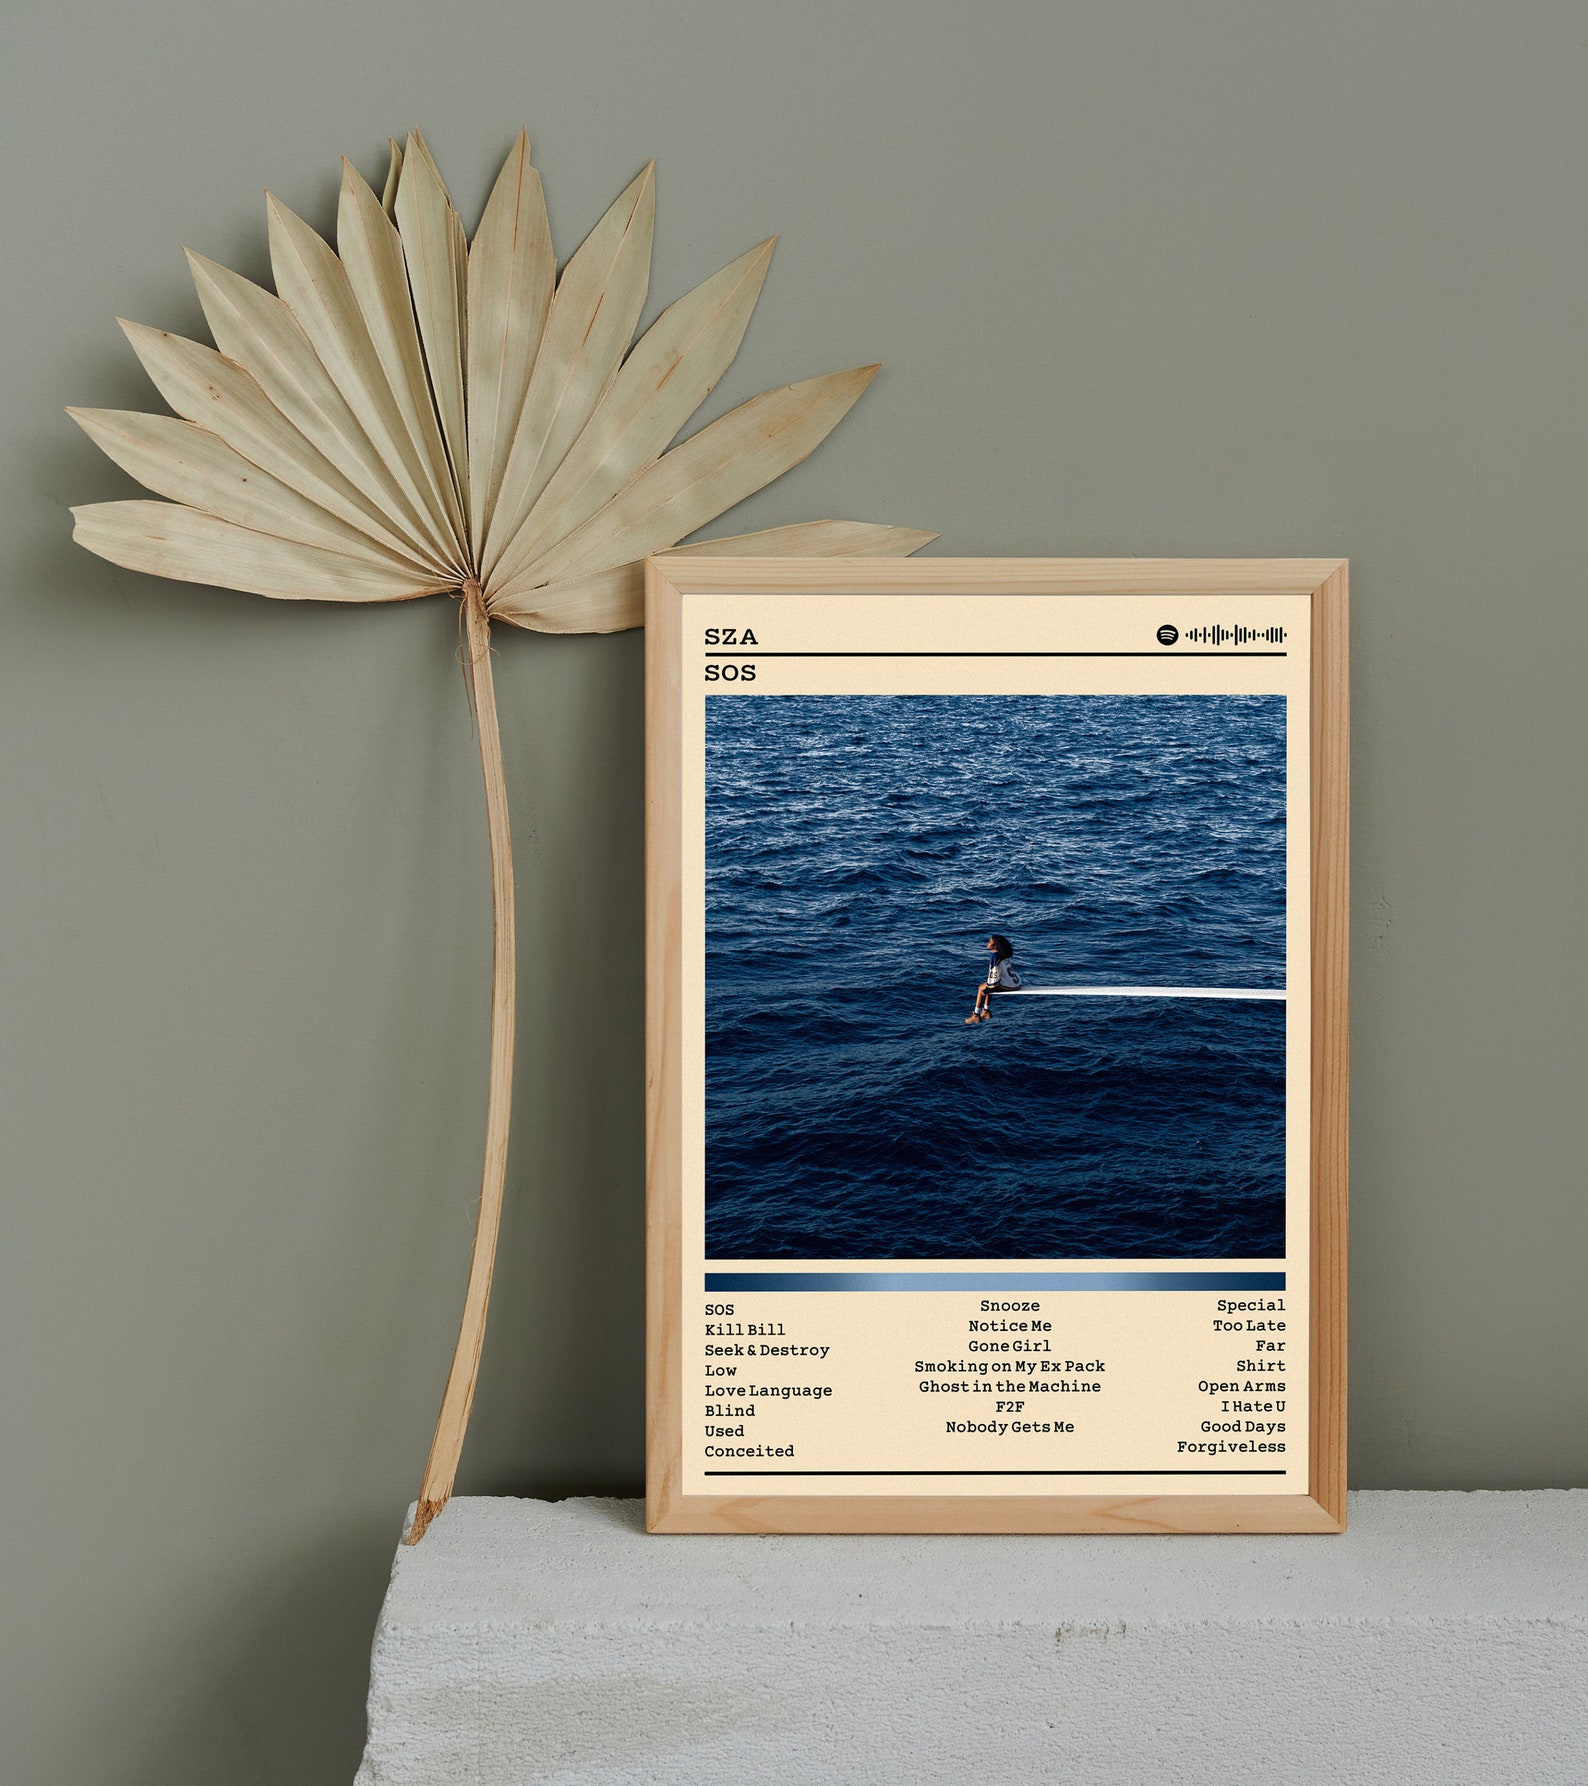 SZA
SOS
SOS
Kill Bill
Seek & Destroy
Low
Love Language
Blind
Used
Conceited
Snooze
Notice Me
Gone Girl
Smoking on My Ex Pack
Ghost in the Machine
F2F
Nobody Gets Me
Special
Too Late
Far
Shirt
Open Arms
I Hate U
Good Days
Forgiveless